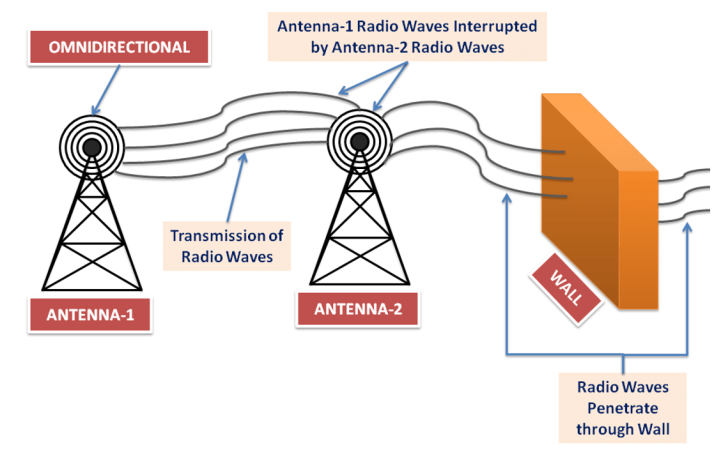 OMNIDIRECTIONAL
Antenna-1 Radio Waves Interrupted
by Antenna-2 Radio Waves
Transmission of
Radio Waves
WALL
ANTENNA-1
ANTENNA-2
Radio Waves
Penetrate
through Wall